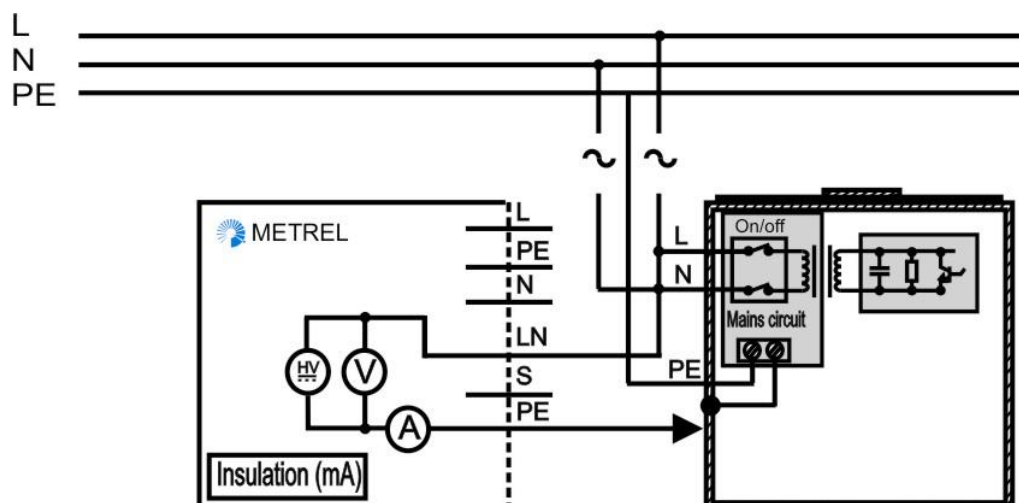 L
N
PE
METREL
L
PE
N
LN
S
PE
HV
V
A
Insulation (mA)
On/off
L
N
Mains circuit
PE